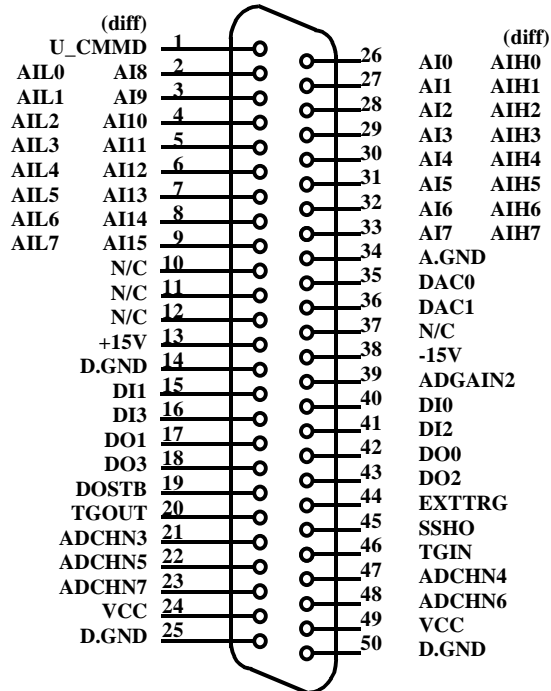 (diff)
U_CMMD 1
AIL0 AI8 2
AIL1 AI9 3
AIL2 AI10 4
AIL3 AI11 5
AIL4 AI12 6
AIL5 AI13 7
AIL6 AI14 8
AIL7 AI15 9
N/C 10
N/C 11
N/C 12
+15V 13
D.GND 14
DI1 15
DI3 16
DO1 17
DO3 18
DOSTB 19
TGOUT 20
ADCHN3 21
ADCHN5 22
ADCHN7 23
VCC 24
D.GND 25
(diff)
26 AI0 AIH0
27 AI1 AIH1
28 AI2 AIH2
29 AI3 AIH3
30 AI4 AIH4
31 AI5 AIH5
32 AI6 AIH6
33 AI7 AIH7
34 A.GND
35 DAC0
36 DAC1
37 N/C
38 -15V
39 ADGAIN2
40 DI0
41 DI2
42 DO0
43 DO2
44 EXTTRG
45 SSHO
46 TGIN
47 ADCHN4
48 ADCHN6
49 VCC
50 D.GND